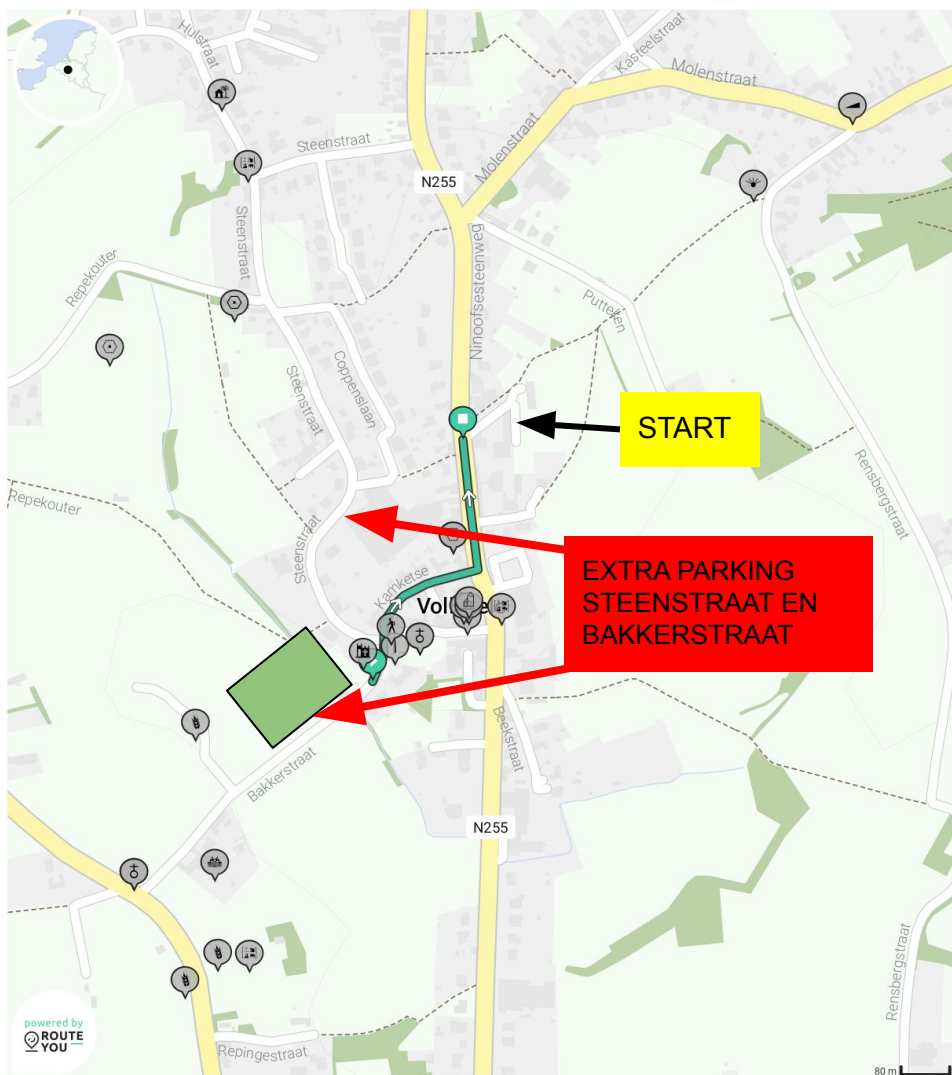 Hulstraat
Kasteelstraat
Molenstraat
Steenstraat
N255
Molenstraat
Steenstraat
Ninoofsesteenweg
Repekouter
Puttelen
Steenstraat
Coppenslaan
START
Rensbergstraat
Repekouter
Steenstraat
Kamketse
EXTRA PARKING
STEENSTRAAT EN
BAKKERSTRAAT
Beekstraat
Bakkerstraat
N255
Rensbergstraat
Repingestraat
powered by
ROUTE
YOU
80 m